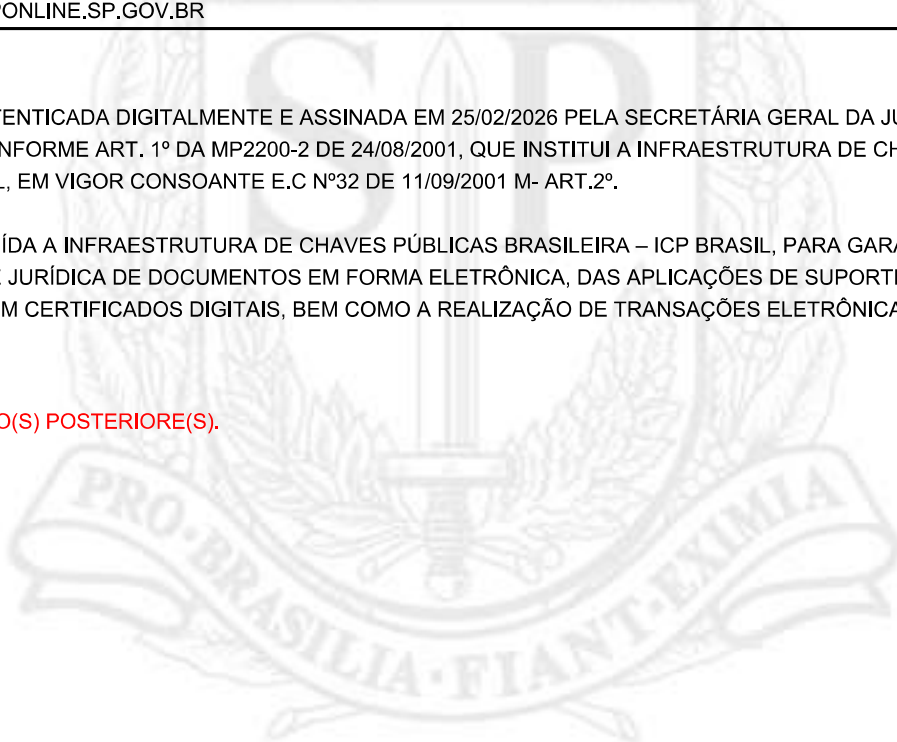 PONLINE.SP.GOV.BR
TENTICADA DIGITALMENTE E ASSINADA EM 25/02/2026 PELA SECRETÁRIA GERAL DA JU
NFORME ART. 1º DA MP2200-2 DE 24/08/2001, QUE INSTITUI A INFRAESTRUTURA DE CH
L, EM VIGOR CONSOANTE E.C Nº32 DE 11/09/2001 M- ART.2º.
ÍDA A INFRAESTRUTURA DE CHAVES PÚBLICAS BRASILEIRA – ICP BRASIL, PARA GARA
E JURÍDICA DE DOCUMENTOS EM FORMA ELETRÔNICA, DAS APLICAÇÕES DE SUPORTE
M CERTIFICADOS DIGITAIS, BEM COMO A REALIZAÇÃO DE TRANSAÇÕES ELETRÔNICA
O(S) POSTERIORE(S).
SP
PRO·BRASILIA·FIANT·EXIMIA